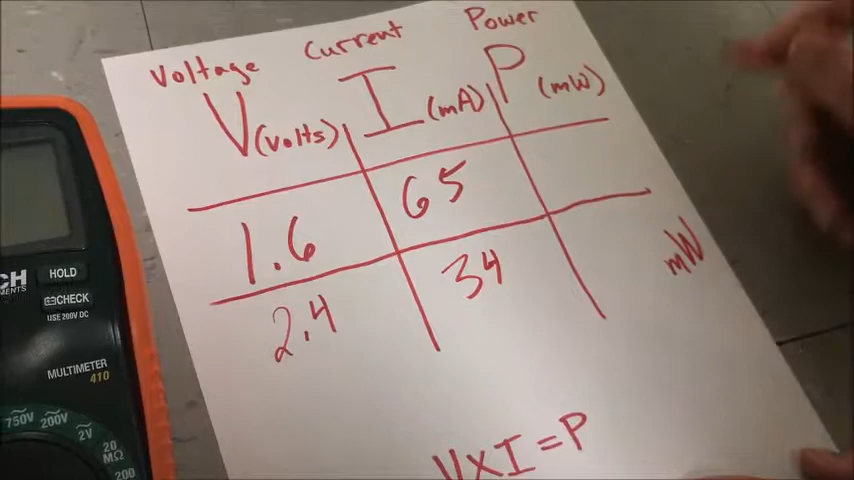 Voltage Current Power
V (volts) I (mA) P (mW)
1.6 65
2.4 34 mW
VXI=P
HOLD
CHECK
USE 200V DC
MULTIMETER
410
750V 200V 2V
20
MΩ
200